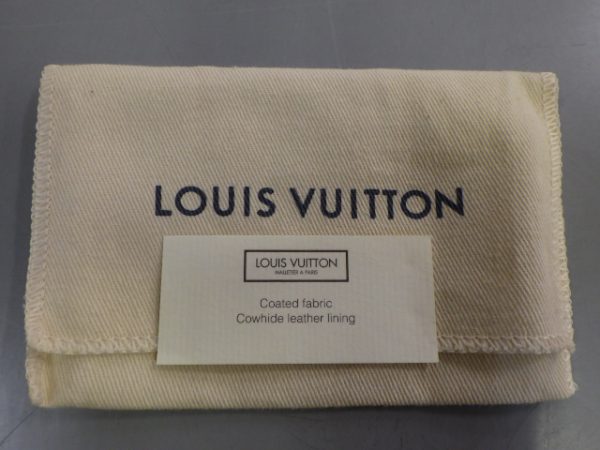 LOUIS VUITTON
LOUIS VUITTON
MALLETIER A PARIS
Coated fabric
Cowhide leather lining